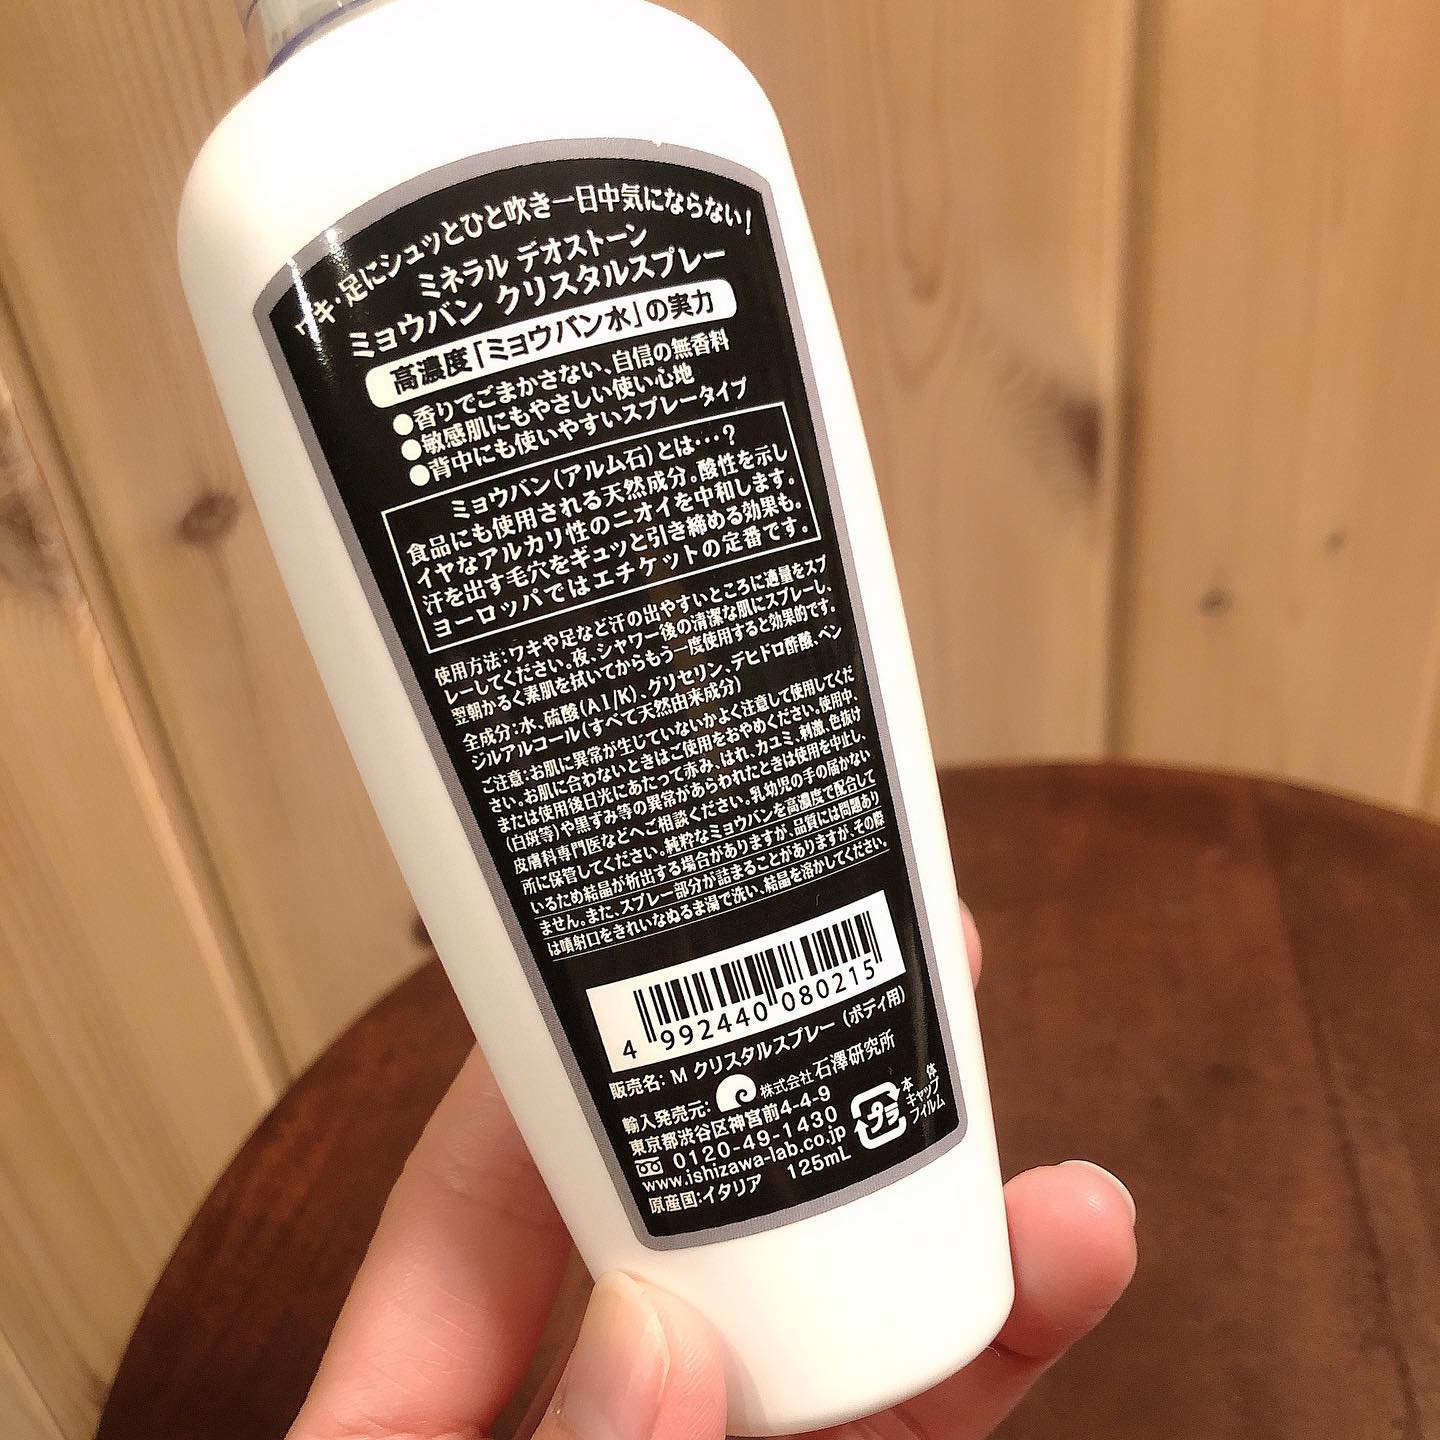 ワキ・足にシュッとひと吹き一日中気にならない!
ミネラル デオストーン
ミョウバン クリスタルスプレー
高濃度「ミョウバン水」の実力
●香りでごまかさない、自信の無香料
●敏感肌にもやさしい使い心地
●背中にも使いやすいスプレータイプ
ミョウバン(アルム石)とは…?
食品にも使用される天然成分。酸性を示し
イヤなアルカリ性のニオイを中和します。
汗を出す毛穴をギュッと引き締める効果も。
ヨーロッパではエチケットの定番です。
使用方法:ワキや足など汗の出やすいところに適量をスプ
レーしてください。夜、シャワー後の清潔な肌にスプレーし、
翌朝かるく素肌を拭いてからもう一度使用すると効果的です。
全成分:水、硫酸(Al/K)、グリセリン、デヒドロ酢酸、ベン
ジルアルコール(すべて天然由来成分)
ご注意:お肌に異常が生じていないかよく注意して使用してくだ
さい。お肌に合わないときはご使用をおやめください。使用中、
または使用後日光にあたって赤み、はれ、カユミ、刺激、色抜け
(白斑等)や黒ずみ等の異常があらわれたときは使用を中止し、
皮膚科専門医などへご相談ください。乳幼児の手の届かない
所に保管してください。純粋なミョウバンを高濃度で配合して
いるため結晶が析出する場合がありますが、品質には問題あり
ません。また、スプレー部分が詰まることがありますが、その際
は噴射口をきれいなぬるま湯で洗い、結晶を溶かしてください。
4 992440 080215
販売名: M クリスタルスプレー (ボディ用)
輸入発売元: 株式会社 石澤研究所
東京都渋谷区神宮前4-4-9
0120-49-1430
www.ishizawa-lab.co.jp
原産国:イタリア 125mL
プラ
本体
キャップ
フィルム